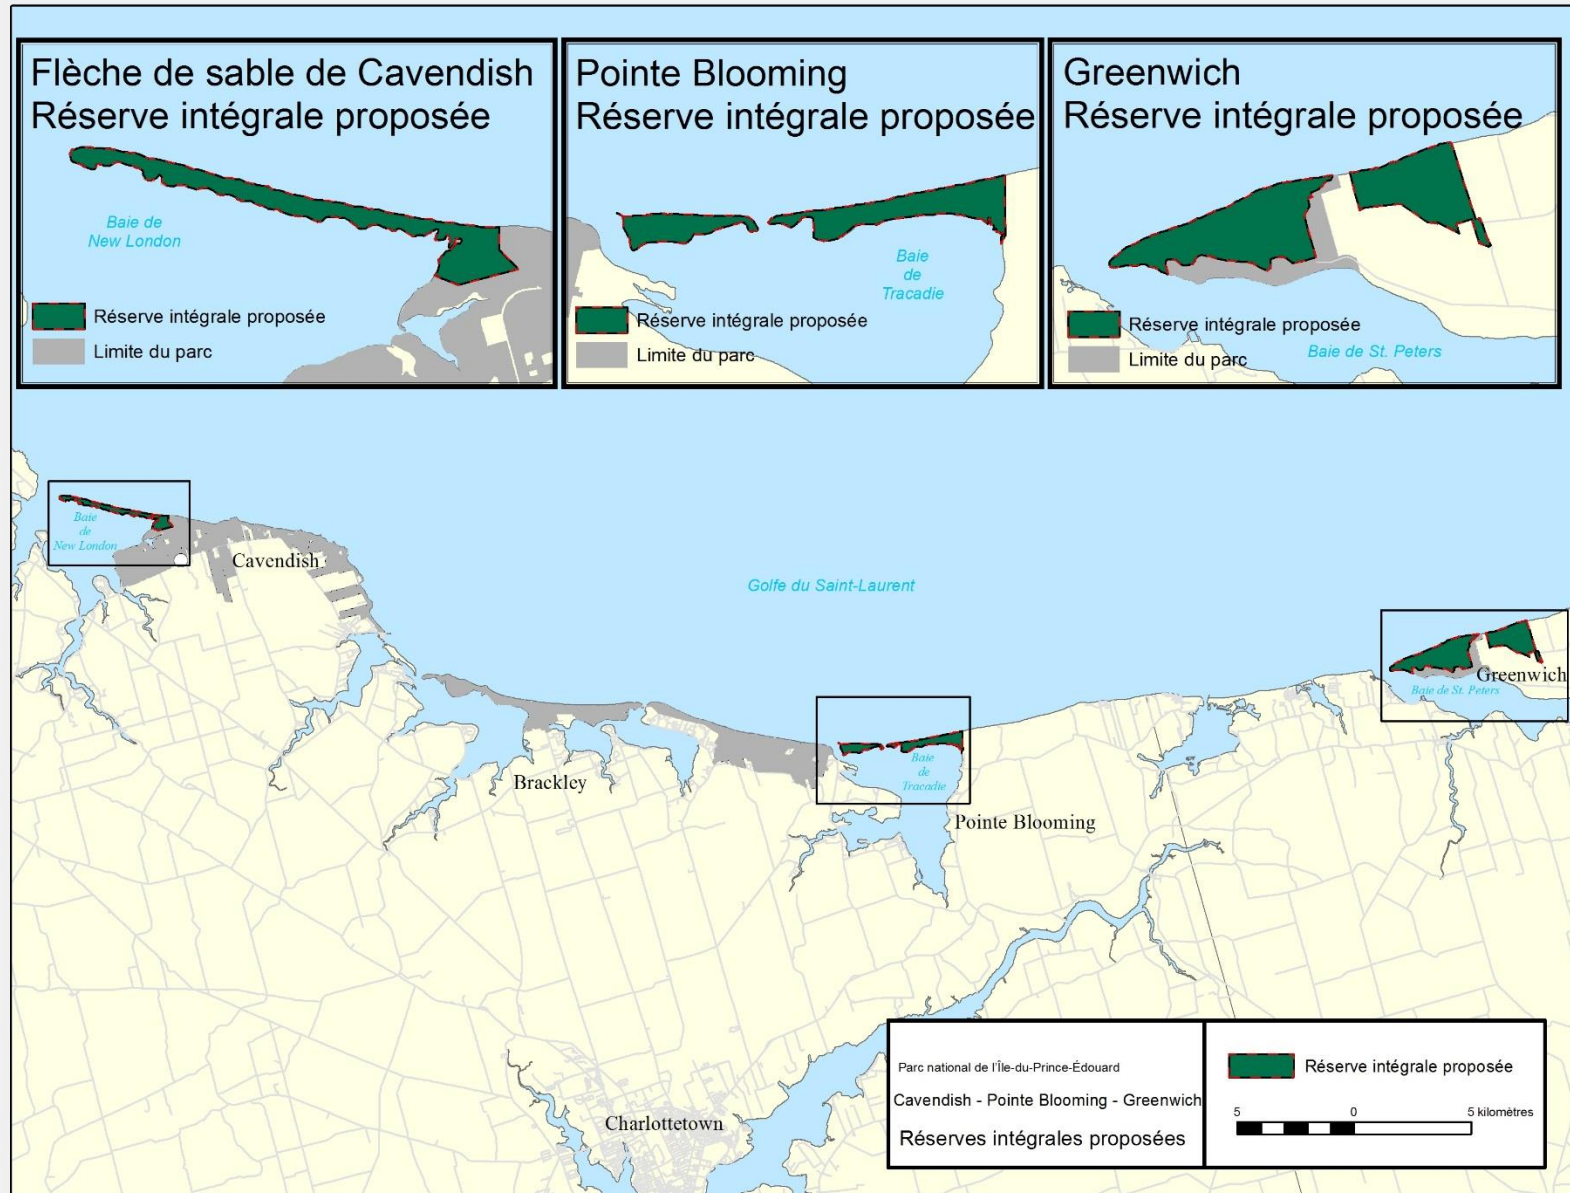 Flèche de sable de Cavendish
Réserve intégrale proposée
Baie de
New London
Réserve intégrale proposée
Limite du parc
Pointe Blooming
Réserve intégrale proposée
Baie
de
Tracadie
Réserve intégrale proposée
Limite du parc
Greenwich
Réserve intégrale proposée
Réserve intégrale proposée
Limite du parc
Baie de St. Peters
Baie
de
New London
Cavendish
Golfe du Saint-Laurent
Greenwich
Baie de St. Peters
Brackley
Baie
de
Tracadie
Pointe Blooming
Charlottetown
Parc national de l'Île-du-Prince-Édouard
Cavendish - Pointe Blooming - Greenwich
Réserves intégrales proposées
Réserve intégrale proposée
5 0 5 kilomètres